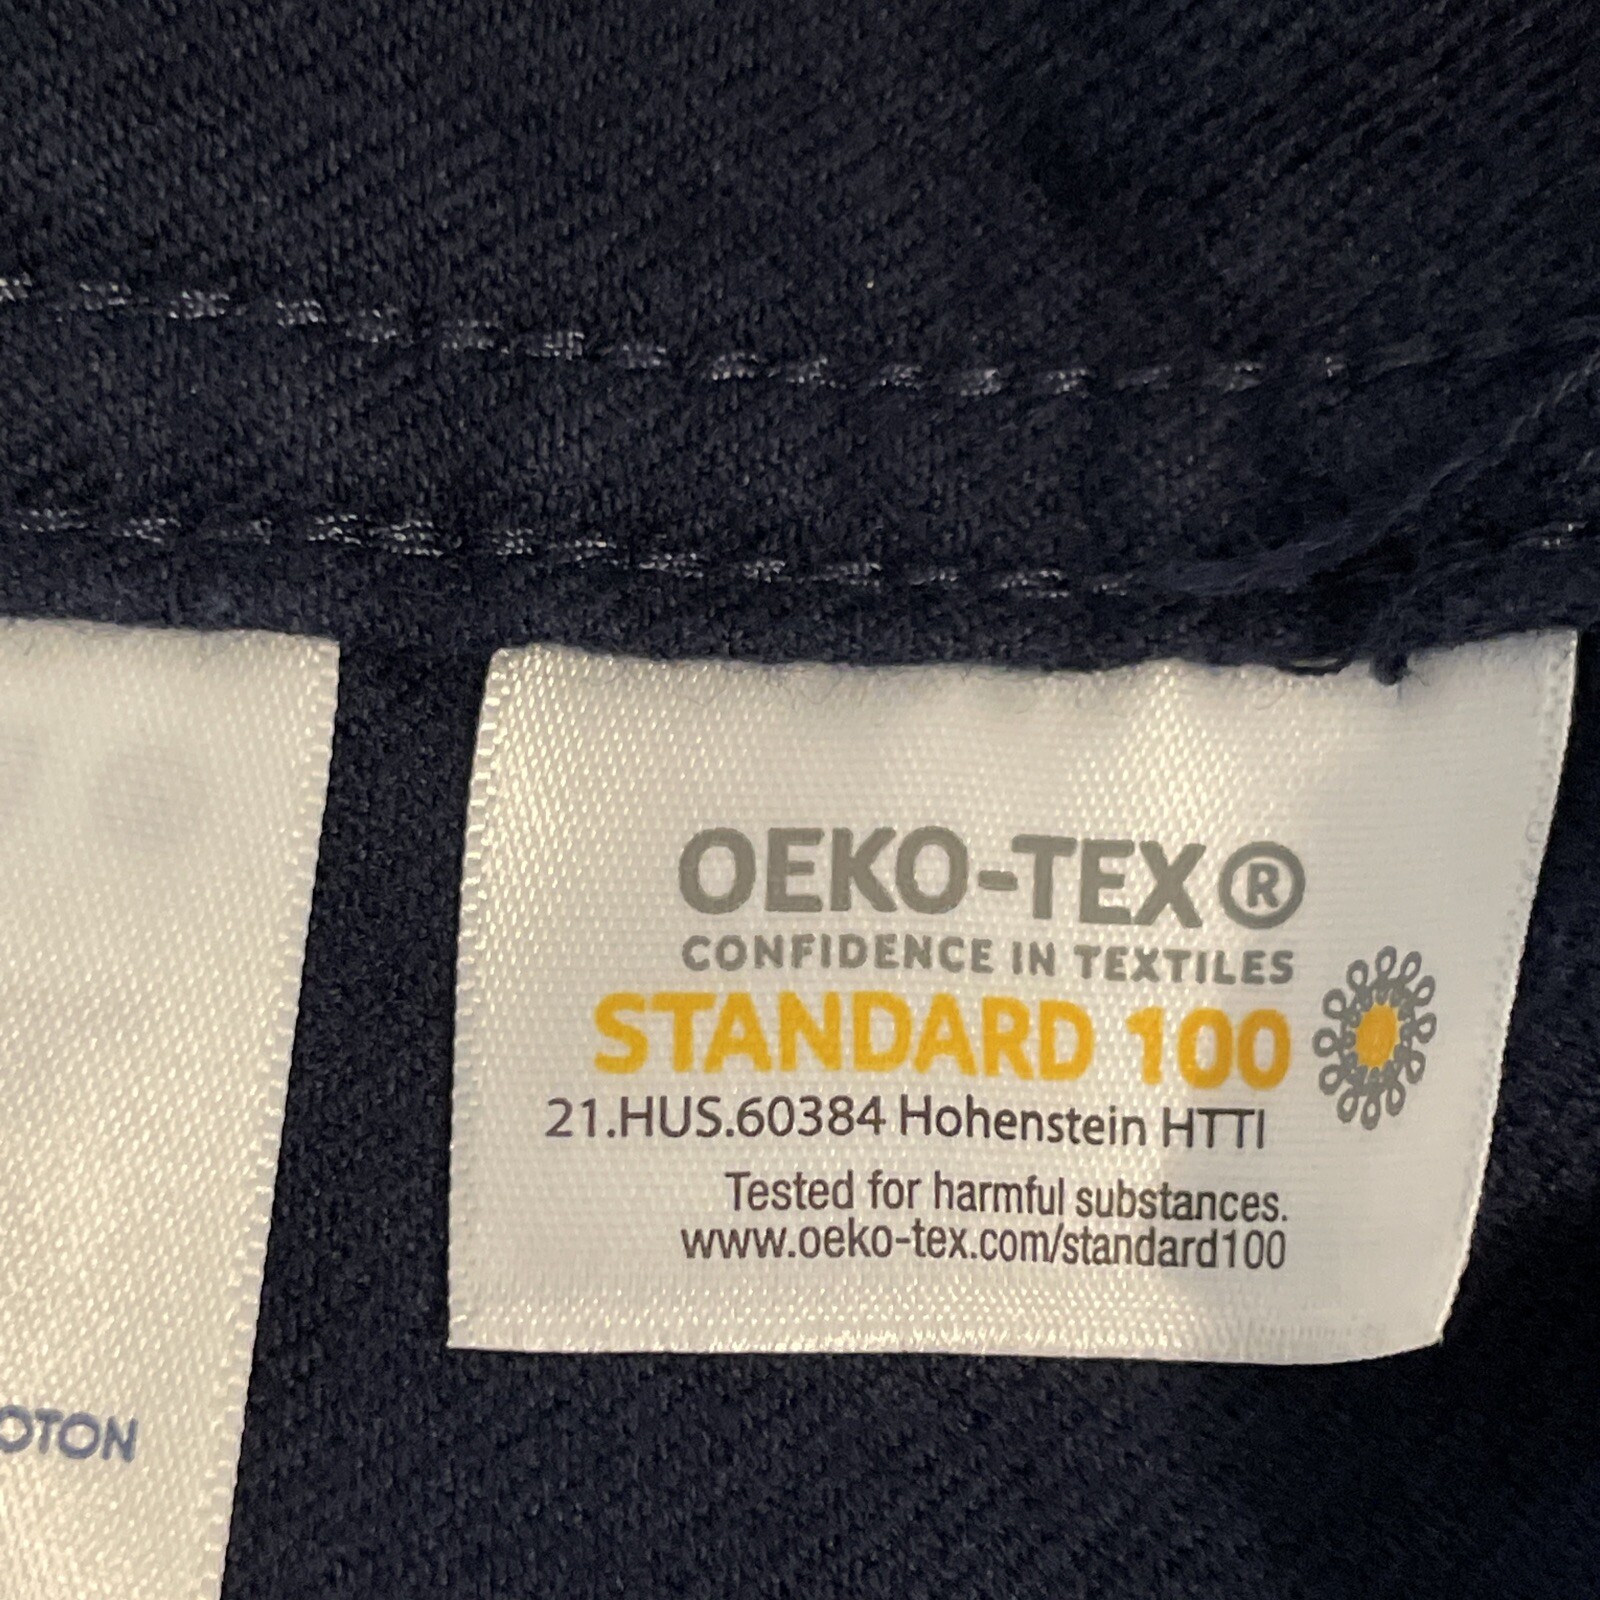 OEKO-TEX®
CONFIDENCE IN TEXTILES
STANDARD 100
21.HUS.60384 Hohenstein HTTI
Tested for harmful substances.
www.oeko-tex.com/standard100
OTON